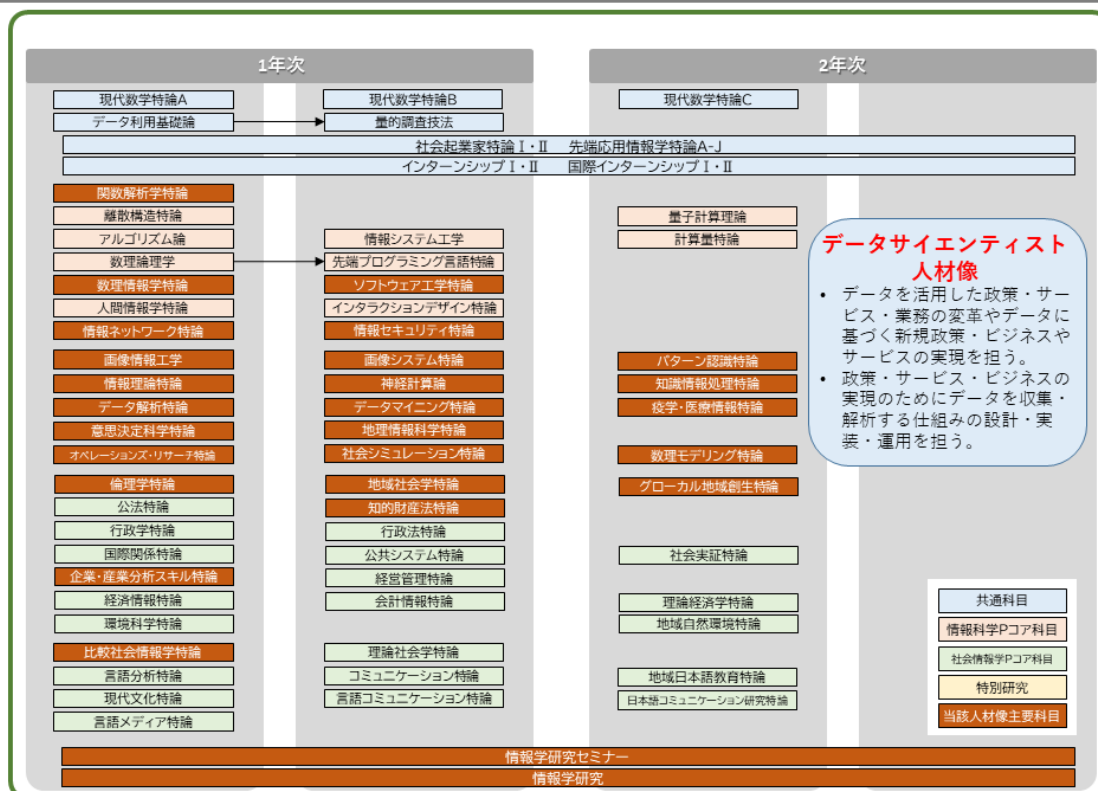 1年次
2年次
現代数学特論A
現代数学特論B
現代数学特論C
データ利用基礎論
量的調査技法
社会起業家特論Ⅰ・Ⅱ 先端応用情報学特論A-J
インターンシップⅠ・Ⅱ 国際インターンシップⅠ・Ⅱ
関数解析学特論
離散構造特論
量子計算理論
アルゴリズム論
情報システム工学
計算量特論
数理論理学
先端プログラミング言語特論
数理情報学特論
ソフトウェア工学特論
人間情報学特論
インタラクションデザイン特論
情報ネットワーク特論
情報セキュリティ特論
画像情報工学
画像システム特論
パターン認識特論
情報理論特論
神経計算論
知識情報処理特論
データ解析特論
データマイニング特論
疫学・医療情報特論
意思決定科学特論
地理情報科学特論
オペレーションズ・リサーチ特論
社会シミュレーション特論
数理モデリング特論
倫理学特論
地域社会学特論
グローカル地域創生特論
公法特論
知的財産法特論
行政学特論
行政法特論
国際関係特論
公共システム特論
社会実証特論
企業・産業分析スキル特論
経営管理特論
経済情報特論
会計情報特論
理論経済学特論
環境科学特論
地域自然環境特論
比較社会情報学特論
理論社会学特論
言語分析特論
コミュニケーション特論
地域日本語教育特論
現代文化特論
言語コミュニケーション特論
日本語コミュニケーション研究特論
言語メディア特論
データサイエンティスト
人材像
• データを活用した政策・サー
ビス・業務の変革やデータに
基づく新規政策・ビジネスや
サービスの実現を担う。
• 政策・サービス・ビジネスの
実現のためにデータを収集・
解析する仕組みの設計・実
装・運用を担う。
共通科目
情報科学Pコア科目
社会情報学Pコア科目
特別研究
当該人材像主要科目
情報学研究セミナー
情報学研究